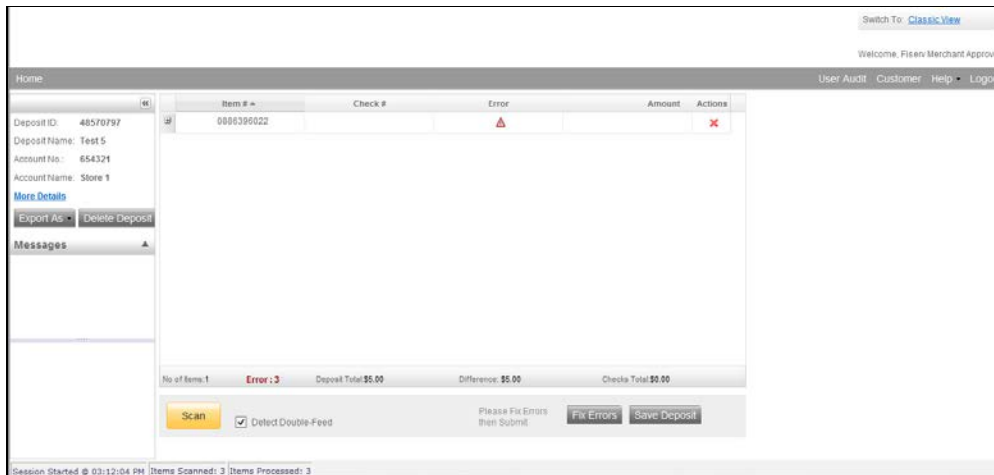 Switch To: Classic View
Welcome, Fiserv Merchant Approv
Home User Audit Customer Help Logo
Item # Check # Error Amount Actions
Deposit ID: 48570797
0886396022
Deposit Name: Test 5
Account No.: 654321
Account Name: Store 1
More Details
Export As Delete Deposit
Messages
No of Items:1 Error : 3 Deposit Total:$5.00 Difference: $5.00 Checks Total:$0.00
Scan Detect Double-Feed
Please Fix Errors
then Submit
Fix Errors Save Deposit
Session Started @ 03:12:04 PM Items Scanned: 3 Items Processed: 3